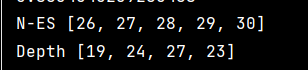 N-ES [26, 27, 28, 29, 30]
Depth [19, 24, 27, 23]